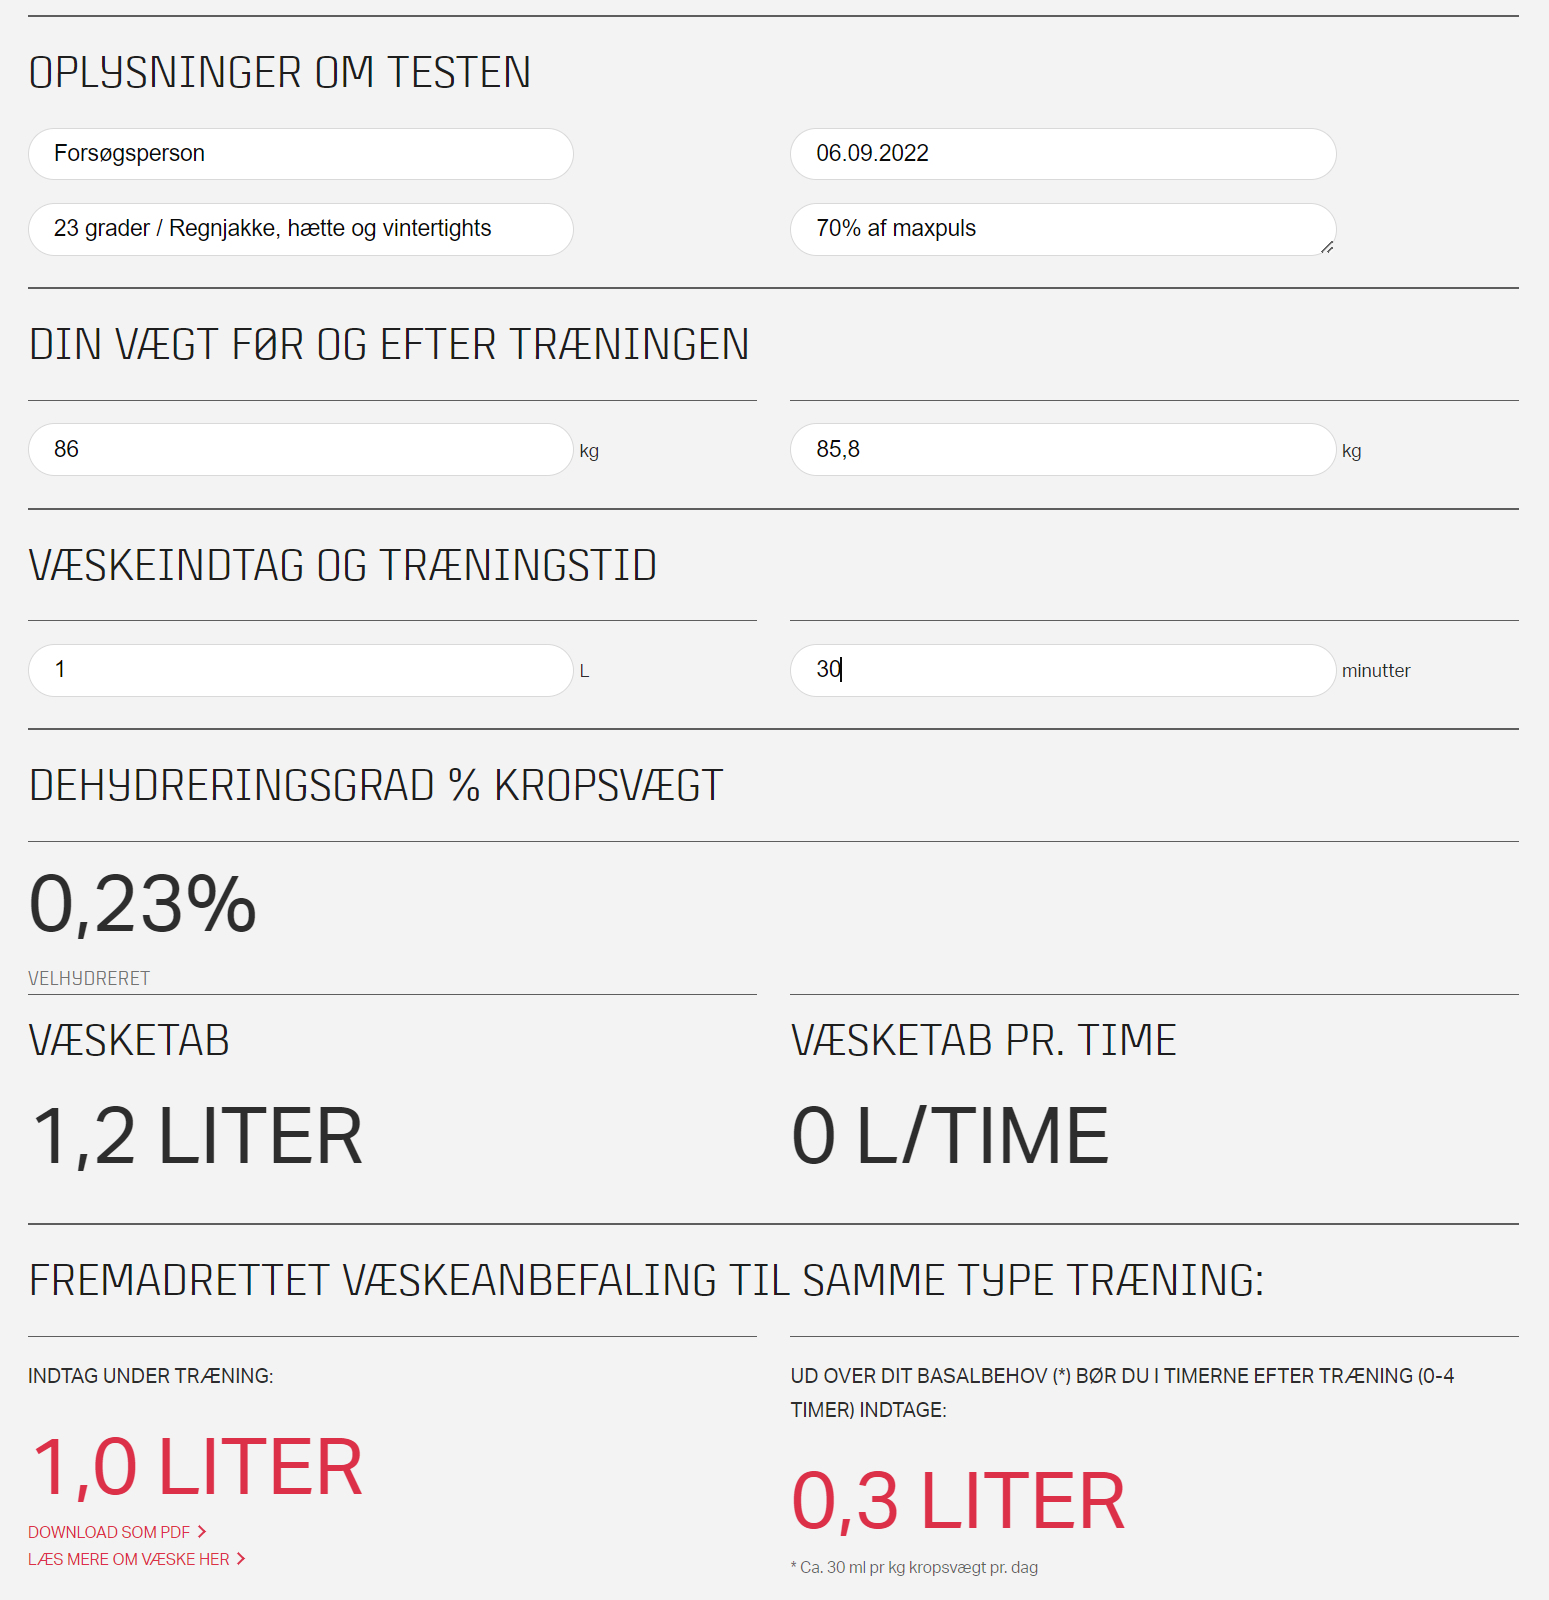 OPLYSNINGER OM TESTEN
Forsøgsperson
06.09.2022
23 grader / Regnjakke, hætte og vintertights
70% af maxpuls
DIN VÆGT FØR OG EFTER TRÆNINGEN
86 kg
85,8 kg
VÆSKEINDTAG OG TRÆNINGSTID
1 L
30 minutter
DEHYDRERINGSGRAD % KROPSVÆGT
0,23%
VELHYDRERET
VÆSKETAB
1,2 LITER
VÆSKETAB PR. TIME
0 L/TIME
FREMADRETTET VÆSKEANBEFALING TIL SAMME TYPE TRÆNING:
INDTAG UNDER TRÆNING:
1,0 LITER
DOWNLOAD SOM PDF >
LÆS MERE OM VÆSKE HER >
UD OVER DIT BASALBEHOV (*) BØR DU I TIMERNE EFTER TRÆNING (0-4
TIMER) INDTAGE:
0,3 LITER
* Ca. 30 ml pr kg kropsvægt pr. dag